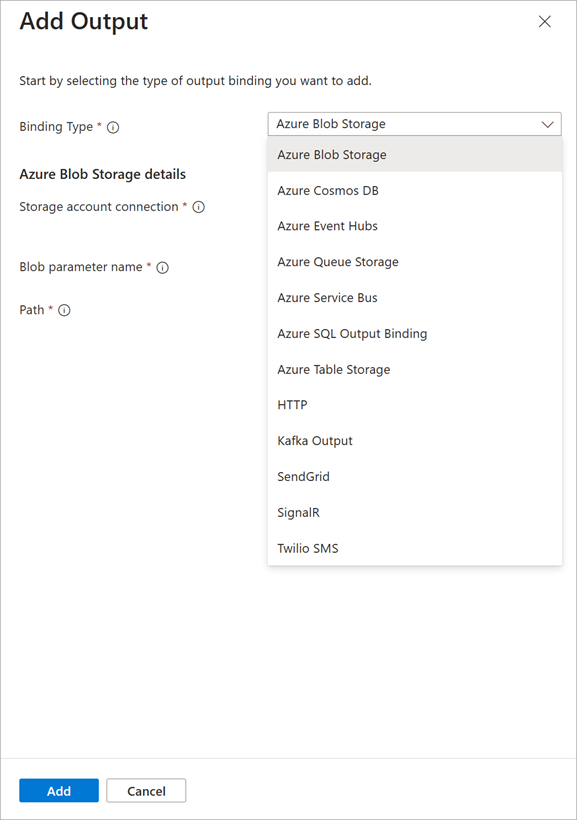 Add Output
Start by selecting the type of output binding you want to add.
Binding Type *
Azure Blob Storage
Azure Blob Storage details
Storage account connection *
Blob parameter name *
Path *
Azure Blob Storage
Azure Cosmos DB
Azure Event Hubs
Azure Queue Storage
Azure Service Bus
Azure SQL Output Binding
Azure Table Storage
HTTP
Kafka Output
SendGrid
SignalR
Twilio SMS
Add
Cancel